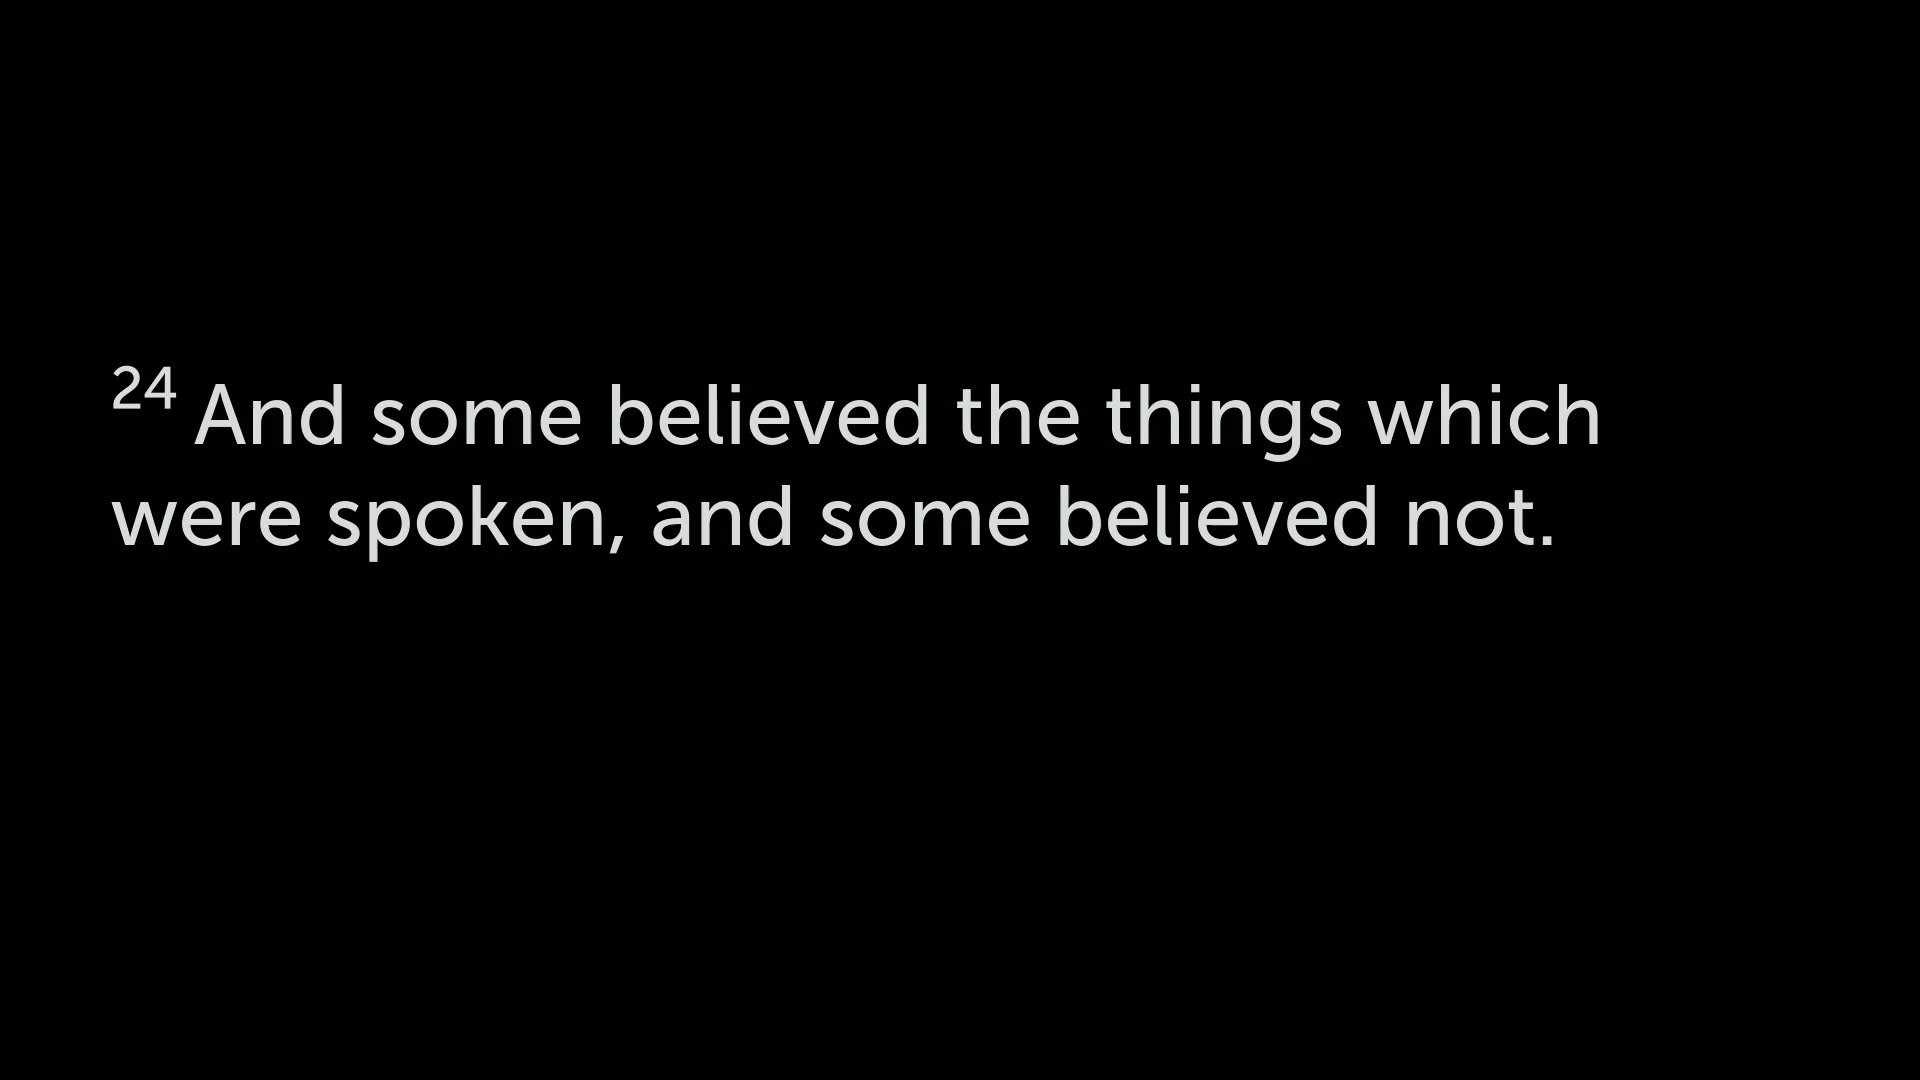 24 And some believed the things which
were spoken, and some believed not.